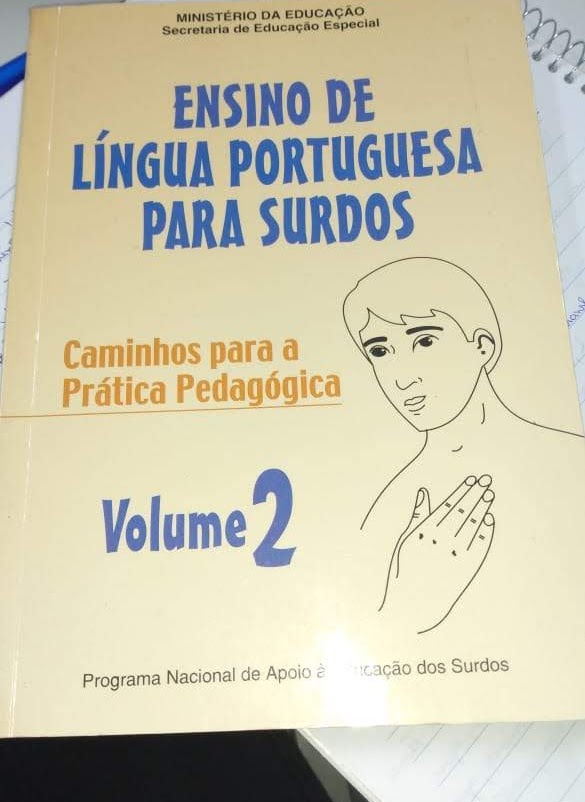 MINISTÉRIO DA EDUCAÇÃO
Secretaria de Educação Especial
ENSINO DE
LÍNGUA PORTUGUESA
PARA SURDOS
Caminhos para a
Prática Pedagógica
Volume 2
Programa Nacional de Apoio à Educação dos Surdos